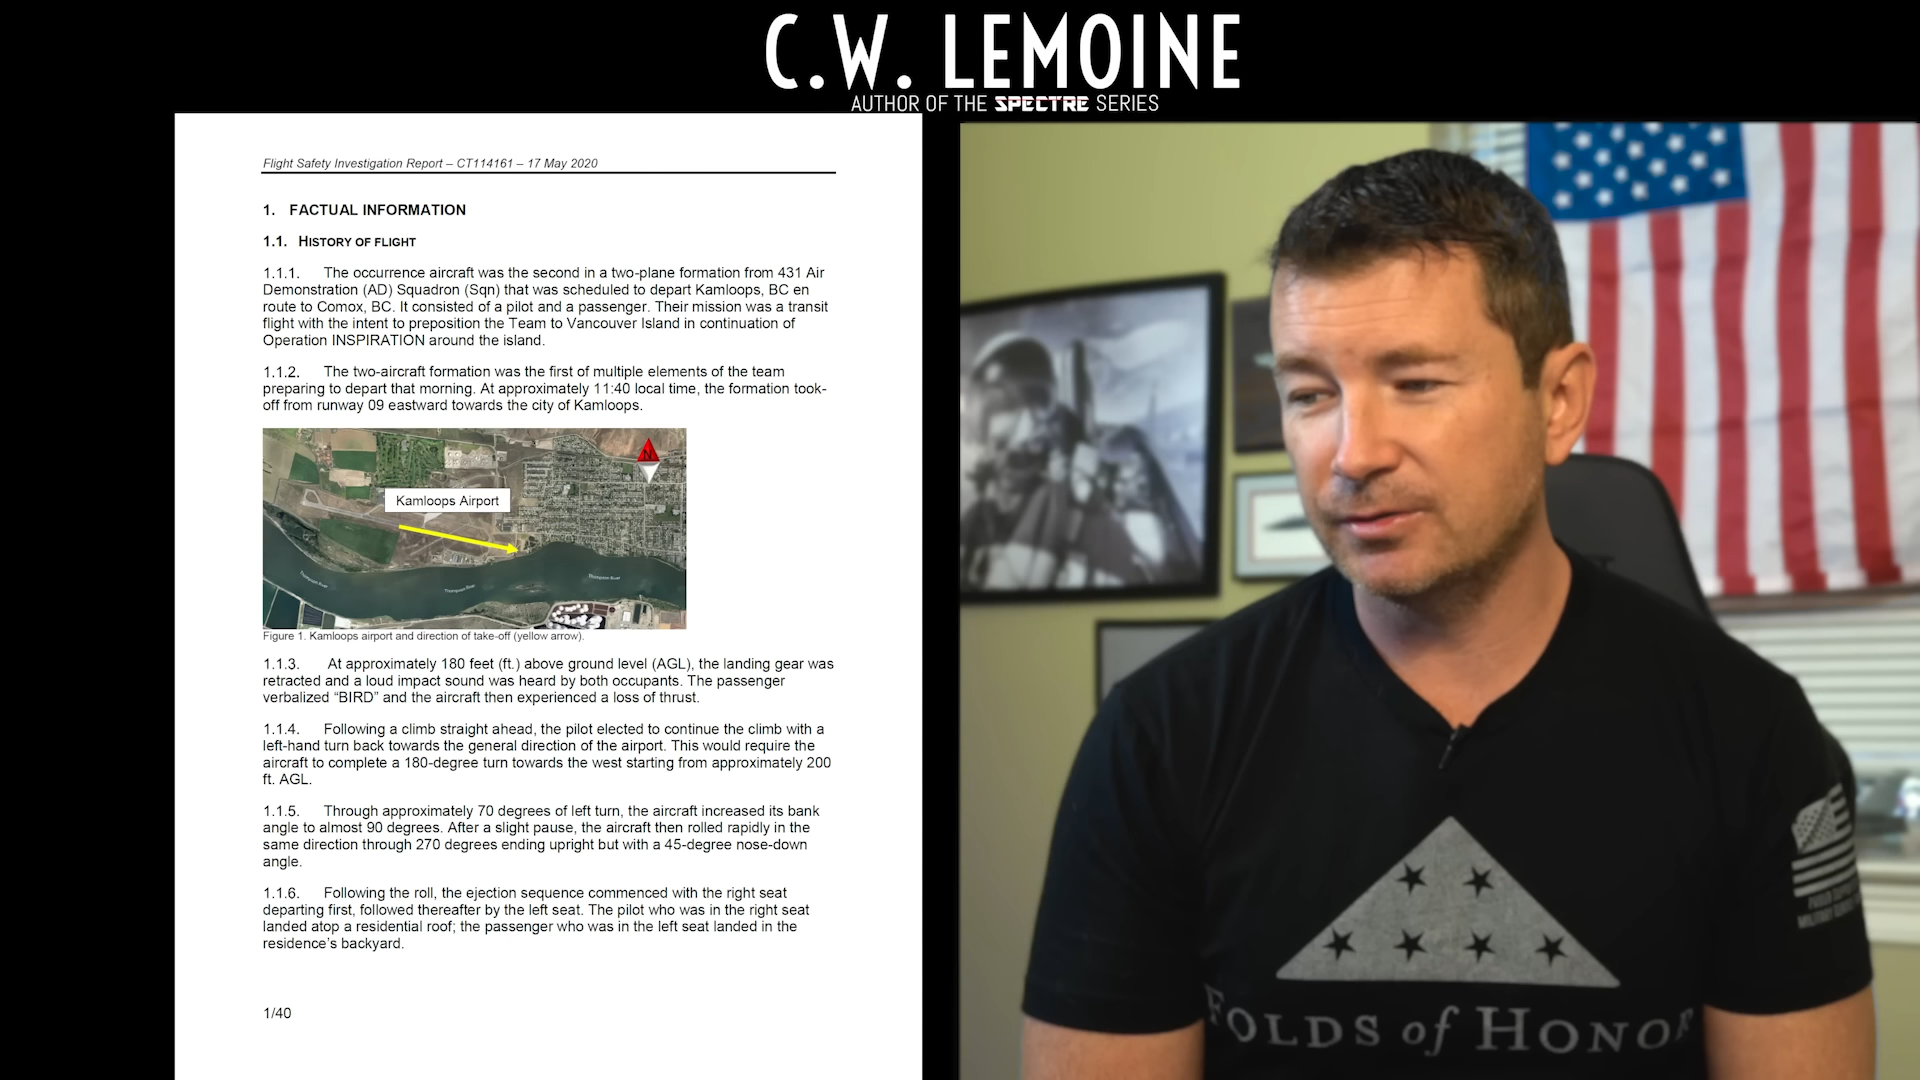 C.W. LEMOINE
AUTHOR OF THE SPECTRE SERIES
Flight Safety Investigation Report – CT114161 – 17 May 2020
1. FACTUAL INFORMATION
1.1. HISTORY OF FLIGHT
1.1.1. The occurrence aircraft was the second in a two-plane formation from 431 Air
Demonstration (AD) Squadron (Sqn) that was scheduled to depart Kamloops, BC en
route to Comox, BC. It consisted of a pilot and a passenger. Their mission was a transit
flight with the intent to preposition the Team to Vancouver Island in continuation of
Operation INSPIRATION around the island.
1.1.2. The two-aircraft formation was the first of multiple elements of the team
preparing to depart that morning. At approximately 11:40 local time, the formation took-
off from runway 09 eastward towards the city of Kamloops.
N
Kamloops Airport
Thompson River
Thompson River
Thompson River
Figure 1. Kamloops airport and direction of take-off (yellow arrow).
1.1.3. At approximately 180 feet (ft.) above ground level (AGL), the landing gear was
retracted and a loud impact sound was heard by both occupants. The passenger
verbalized “BIRD” and the aircraft then experienced a loss of thrust.
1.1.4. Following a climb straight ahead, the pilot elected to continue the climb with a
left-hand turn back towards the general direction of the airport. This would require the
aircraft to complete a 180-degree turn towards the west starting from approximately 200
ft. AGL.
1.1.5. Through approximately 70 degrees of left turn, the aircraft increased its bank
angle to almost 90 degrees. After a slight pause, the aircraft then rolled rapidly in the
same direction through 270 degrees ending upright but with a 45-degree nose-down
angle.
1.1.6. Following the roll, the ejection sequence commenced with the right seat
departing first, followed thereafter by the left seat. The pilot who was in the right seat
landed atop a residential roof; the passenger who was in the left seat landed in the
residence’s backyard.
1/40
FOLDS of HONOR